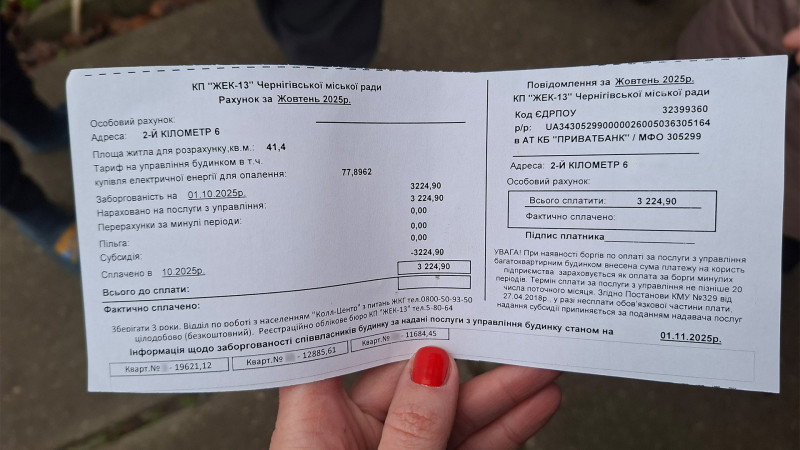 КП "ЖЕК-13" Чернігівської міської ради
Рахунок за Жовтень 2025р.
Особовий рахунок:
Адреса: 2-Й КІЛОМЕТР 6
Площа житла для розрахунку,кв.м.: 41,4
Тариф на управління будинком в т.ч.
купівля електричної енергії для опалення: 77,8962
Заборгованість на 01.10.2025р. 3224,90
Нараховано на послуги з управління: 3 224,90
Перерахунки за минулі періоди: 0,00
Пільга: 0,00
Субсидія: 0,00
Сплачено в 10.2025р. -3224,90
Всього до сплати: 3 224,90
Фактично сплачено:
Зберігати 3 роки. Відділ по роботі з населенням "Колл-Центр" з питань ЖКГ тел.0800-50-93-50
цілодобово (безкоштовний). Реєстраційно облікове бюро КП "ЖЕК-13" тел.5-80-64
Інформація щодо заборгованості співвласників будинку за надані послуги з управління будинку станом на 01.11.2025р.
Кварт.№ - 19621,12
Кварт.№ - 12885,61
Кварт.№ - 11684,45
Повідомлення за Жовтень 2025р.
КП "ЖЕК-13" Чернігівської міської ради
Код ЄДРПОУ 32399360
р/р: UA343052990000026005036305164
в АТ КБ "ПРИВАТБАНК" / МФО 305299
Адреса: 2-Й КІЛОМЕТР 6
Особовий рахунок:
Всього сплатити: 3 224,90
Фактично сплачено:
Підпис платника
УВАГА! При наявності боргів по оплаті за послуги з управління
багатоквартирним будинком внесена сума платежу на користь
підприємства зараховується як оплата за борги минулих
періодів. Термін сплати за послуги з управління не пізніше 20
числа поточного місяця. Згідно Постанови КМУ №329 від
27.04.2018р., у разі несплати обов'язкової частини плати,
надання субсидії припиняється за поданням надавача послуг